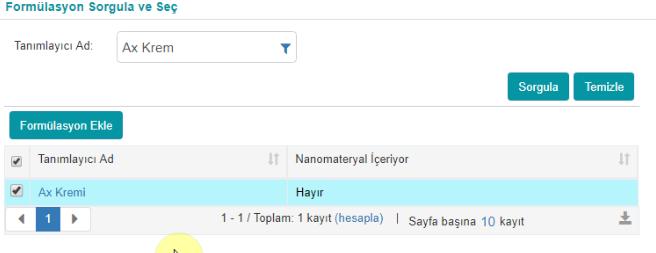 Formülasyon Sorgula ve Seç
Tanımlayıcı Ad: Ax Krem
Sorgula Temizle
Formülasyon Ekle
Tanımlayıcı Ad Nanomateryal İçeriyor
Ax Kremi Hayır
1 1 - 1 / Toplam: 1 kayıt (hesapla) | Sayfa başına 10 kayıt